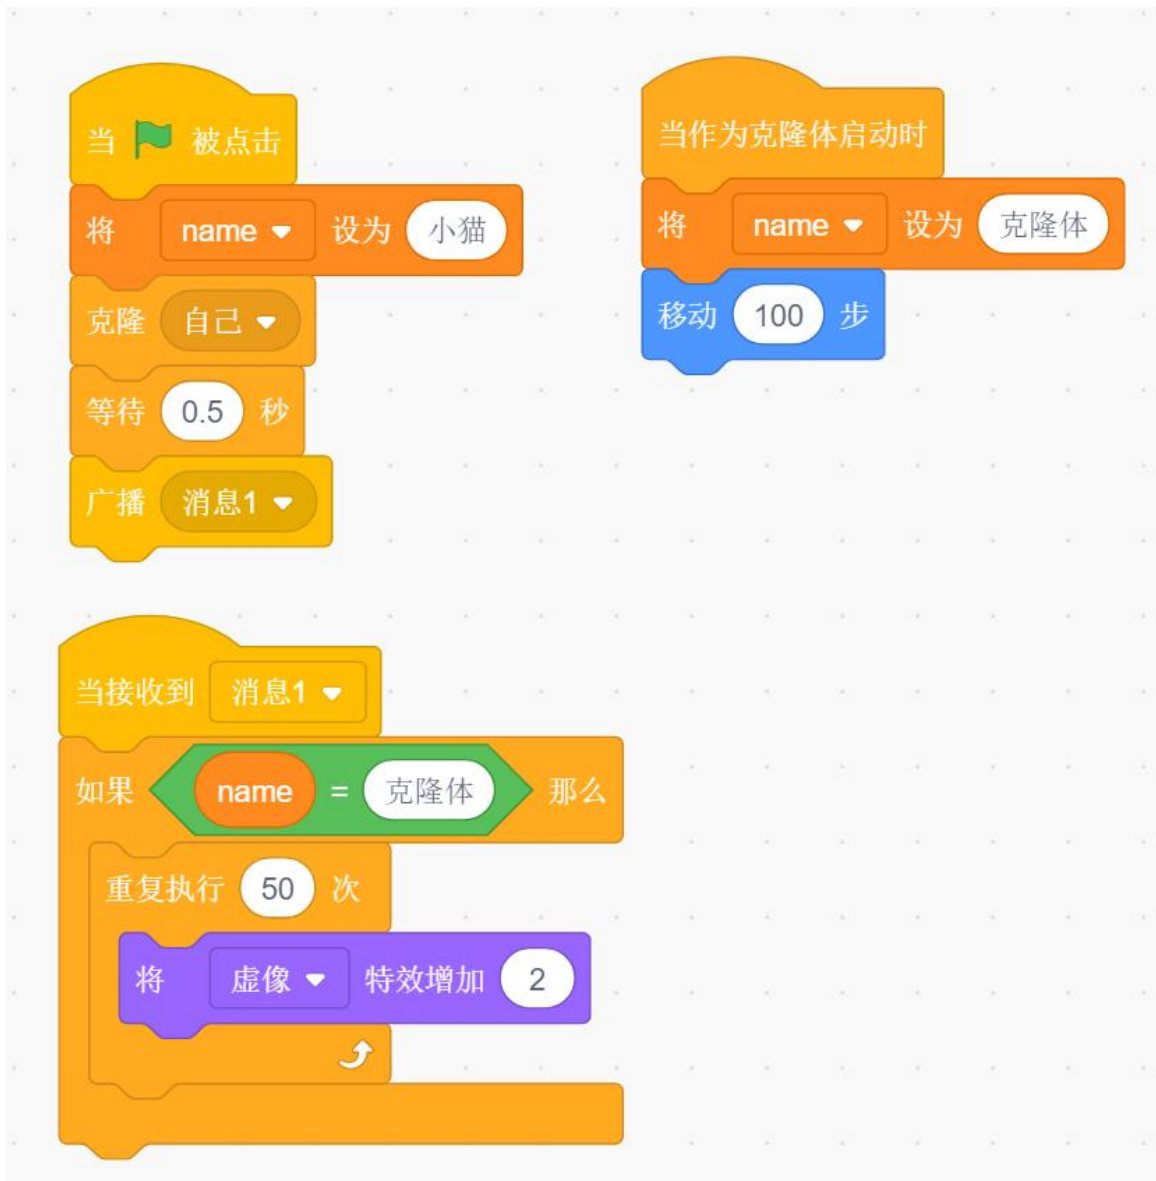 当 被点击
将 name 设为 小猫
克隆 自己
等待 0.5 秒
广播 消息1
当作为克隆体启动时
将 name 设为 克隆体
移动 100 步
当接收到 消息1
如果 name = 克隆体 那么
重复执行 50 次
将 虚像 特效增加 2